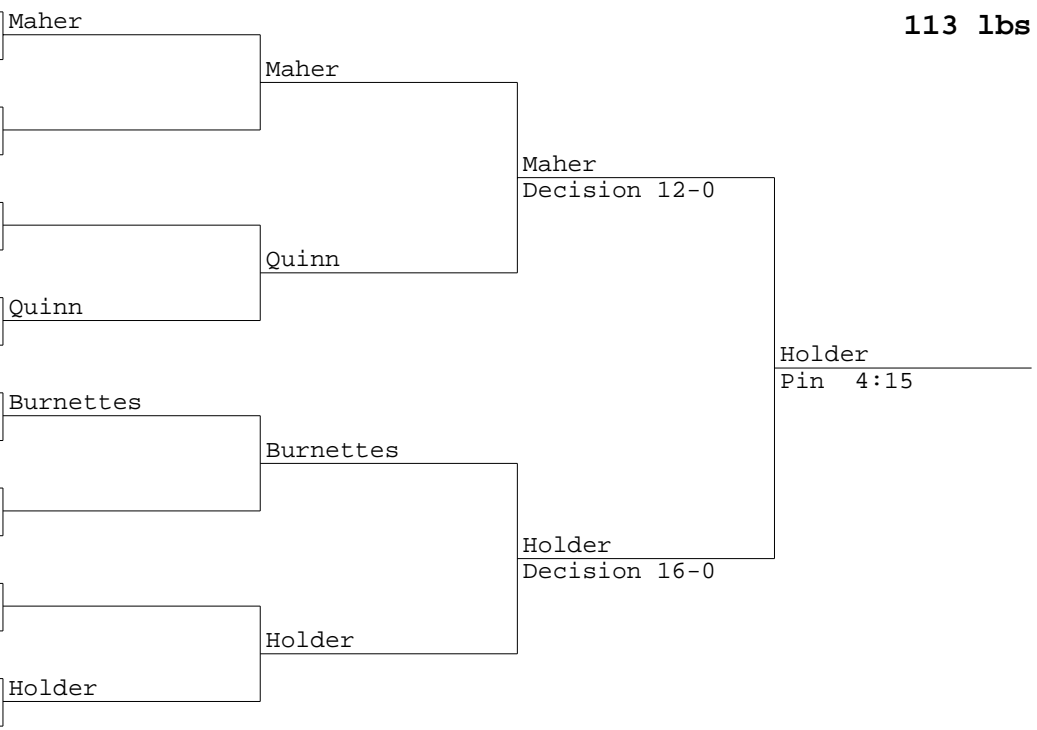 Maher
113 lbs
Maher
Maher
Decision 12-0
Quinn
Quinn
Holder
Pin 4:15
Burnettes
Burnettes
Holder
Decision 16-0
Holder
Holder